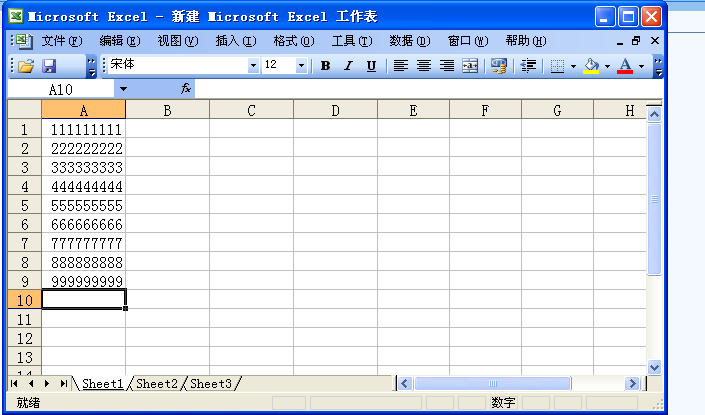 Microsoft Excel - 新建 Microsoft Excel 工作表
文件(F) 编辑(E) 视图(V) 插入(I) 格式(O) 工具(T) 数据(D) 窗口(W) 帮助(H)
宋体 12 B I U A
A10 fx
A B C D E F G H
1 111111111
2 222222222
3 333333333
4 444444444
5 555555555
6 666666666
7 777777777
8 888888888
9 999999999
10
11
12
13
14
Sheet1 Sheet2 Sheet3
就绪 数字